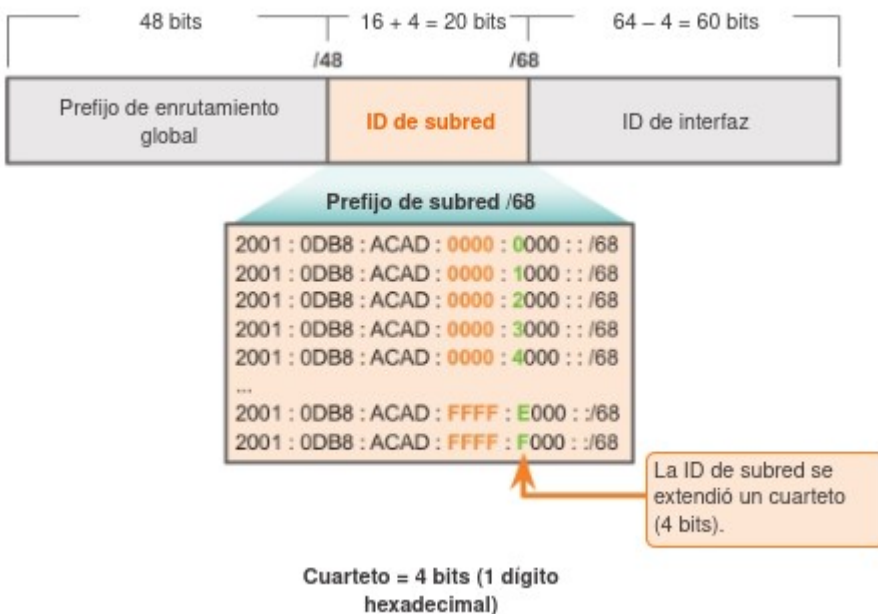 48 bits
16 + 4 = 20 bits
64 – 4 = 60 bits
/48
/68
Prefijo de enrutamiento
global
ID de subred
ID de interfaz
Prefijo de subred /68
2001 : 0DB8 : ACAD : 0000 : 0000 : : /68
2001 : 0DB8 : ACAD : 0000 : 1000 : : /68
2001 : 0DB8 : ACAD : 0000 : 2000 : : /68
2001 : 0DB8 : ACAD : 0000 : 3000 : : /68
2001 : 0DB8 : ACAD : 0000 : 4000 : : /68
...
2001 : 0DB8 : ACAD : FFFF : E000 : : /68
2001 : 0DB8 : ACAD : FFFF : F000 : : /68
La ID de subred se
extendió un cuarteto
(4 bits).
Cuarteto = 4 bits (1 dígito
hexadecimal)